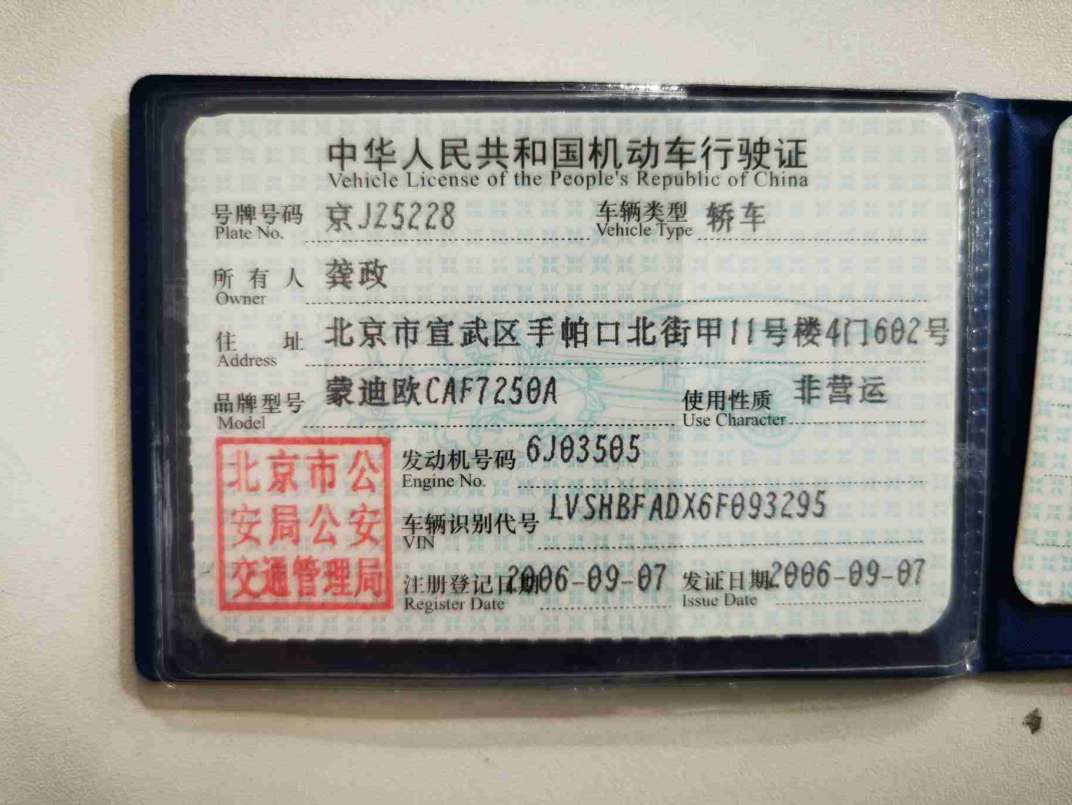 中华人民共和国机动车行驶证
Vehicle License of the People's Republic of China
号牌号码 京JZ5228 车辆类型 轿车
Plate No. Vehicle Type
所有人 龚政
Owner
住址 北京市宣武区手帕口北街甲11号楼4门602号
Address
品牌型号 蒙迪欧CAF7250A 使用性质 非营运
Model Use Character
北京市公
安局公安
交通管理局
发动机号码 6J03505
Engine No.
车辆识别代号 LVSHBFADX6F093295
VIN
注册登记日期 2006-09-07 发证日期 2006-09-07
Register Date Issue Date